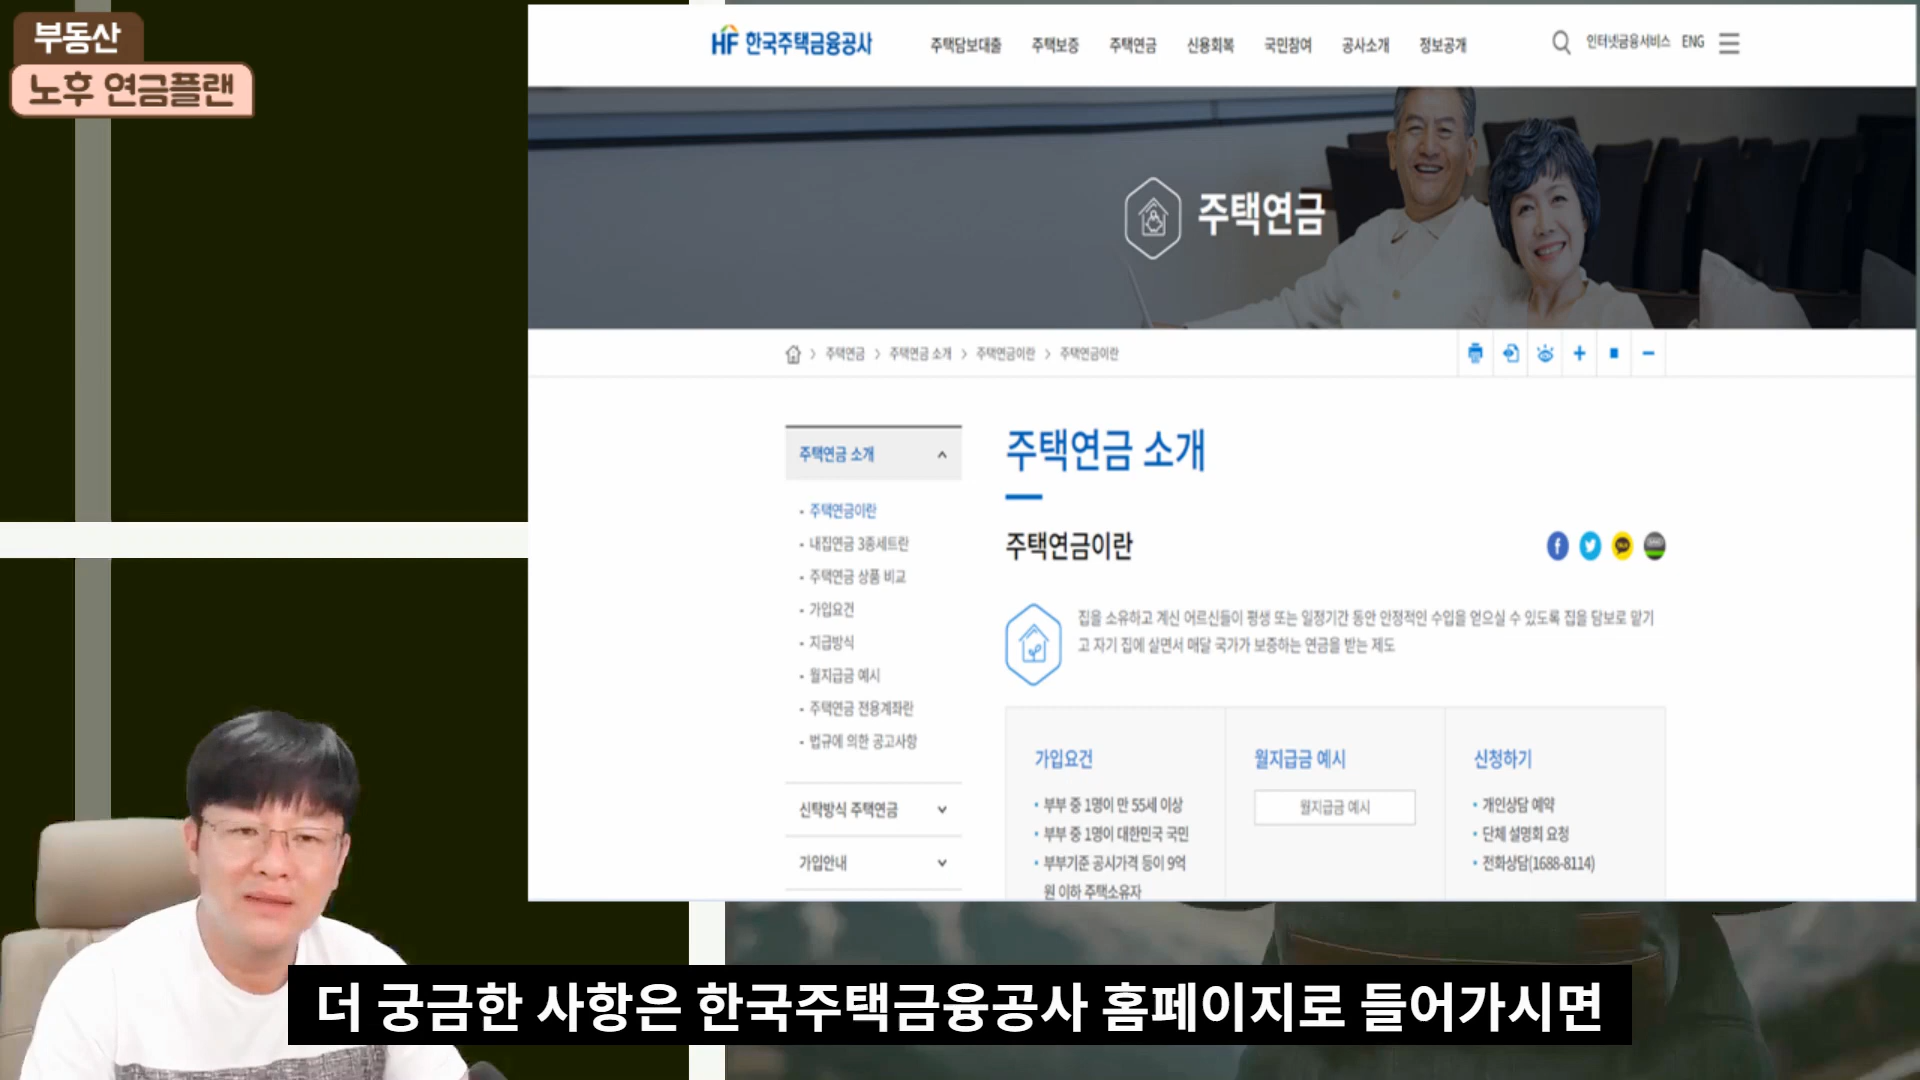 부동산
노후 연금플랜
HF 한국주택금융공사
주택담보대출 주택보증 주택연금 신용회복 국민참여 공사소개 정보공개
인터넷금융서비스 ENG
주택연금
주택연금 > 주택연금 소개 > 주택연금이란 > 주택연금이란
주택연금 소개
- 주택연금이란
- 내집연금 3종세트란
- 주택연금 상품 비교
- 가입요건
- 지급방식
- 월지급금 예시
- 주택연금 전용계좌란
- 법규에 의한 공고사항
신탁방식 주택연금
가입안내
주택연금 소개
주택연금이란
집을 소유하고 계신 어르신들이 평생 또는 일정기간 동안 안정적인 수입을 얻으실 수 있도록 집을 담보로 맡기
고 자기 집에 살면서 매달 국가가 보증하는 연금을 받는 제도
가입요건
• 부부 중 1명이 만 55세 이상
• 부부 중 1명이 대한민국 국민
• 부부기준 공시가격 등이 9억
원 이하 주택소유자
월지급금 예시
월지급금 예시
신청하기
• 개인상담 예약
• 단체 설명회 요청
• 전화상담(1688-8114)
더 궁금한 사항은 한국주택금융공사 홈페이지로 들어가시면